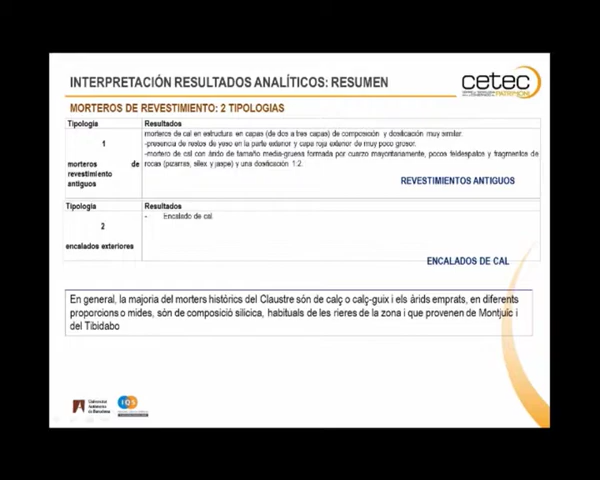 INTERPRETACIÓN RESULTADOS ANALÍTICOS: RESUMEN
cetec
PATRIMONI
MORTEROS DE REVESTIMIENTO: 2 TIPOLOGIAS
Tipología Resultados
1
morteros de revestimiento antiguos
morteros de cal en estructura en capas (de dos a tres capas) de composición y dosificación muy similar.
-presencia de restos de yeso en la parte exterior y capa roja exterior de muy poco grosor.
-mortero de cal con árido de tamaño media-gruesa formada por cuarzo mayoritariamente, pocos feldespatos y fragmentos de
rocas (pizarras, silex y jaspe) y una dosificación 1:2.
REVESTIMIENTOS ANTIGUOS
Tipología Resultados
2
encalados exteriores
- Encalado de cal
ENCALADOS DE CAL
En general, la majoria del morters històrics del Claustre són de calç o calç-guix i els àrids emprats, en diferents
proporcions o mides, són de composició silícica, habituals de les rieres de la zona i que provenen de Montjuïc i
del Tibidabo
Universitat
Autònoma
de Barcelona
IQS